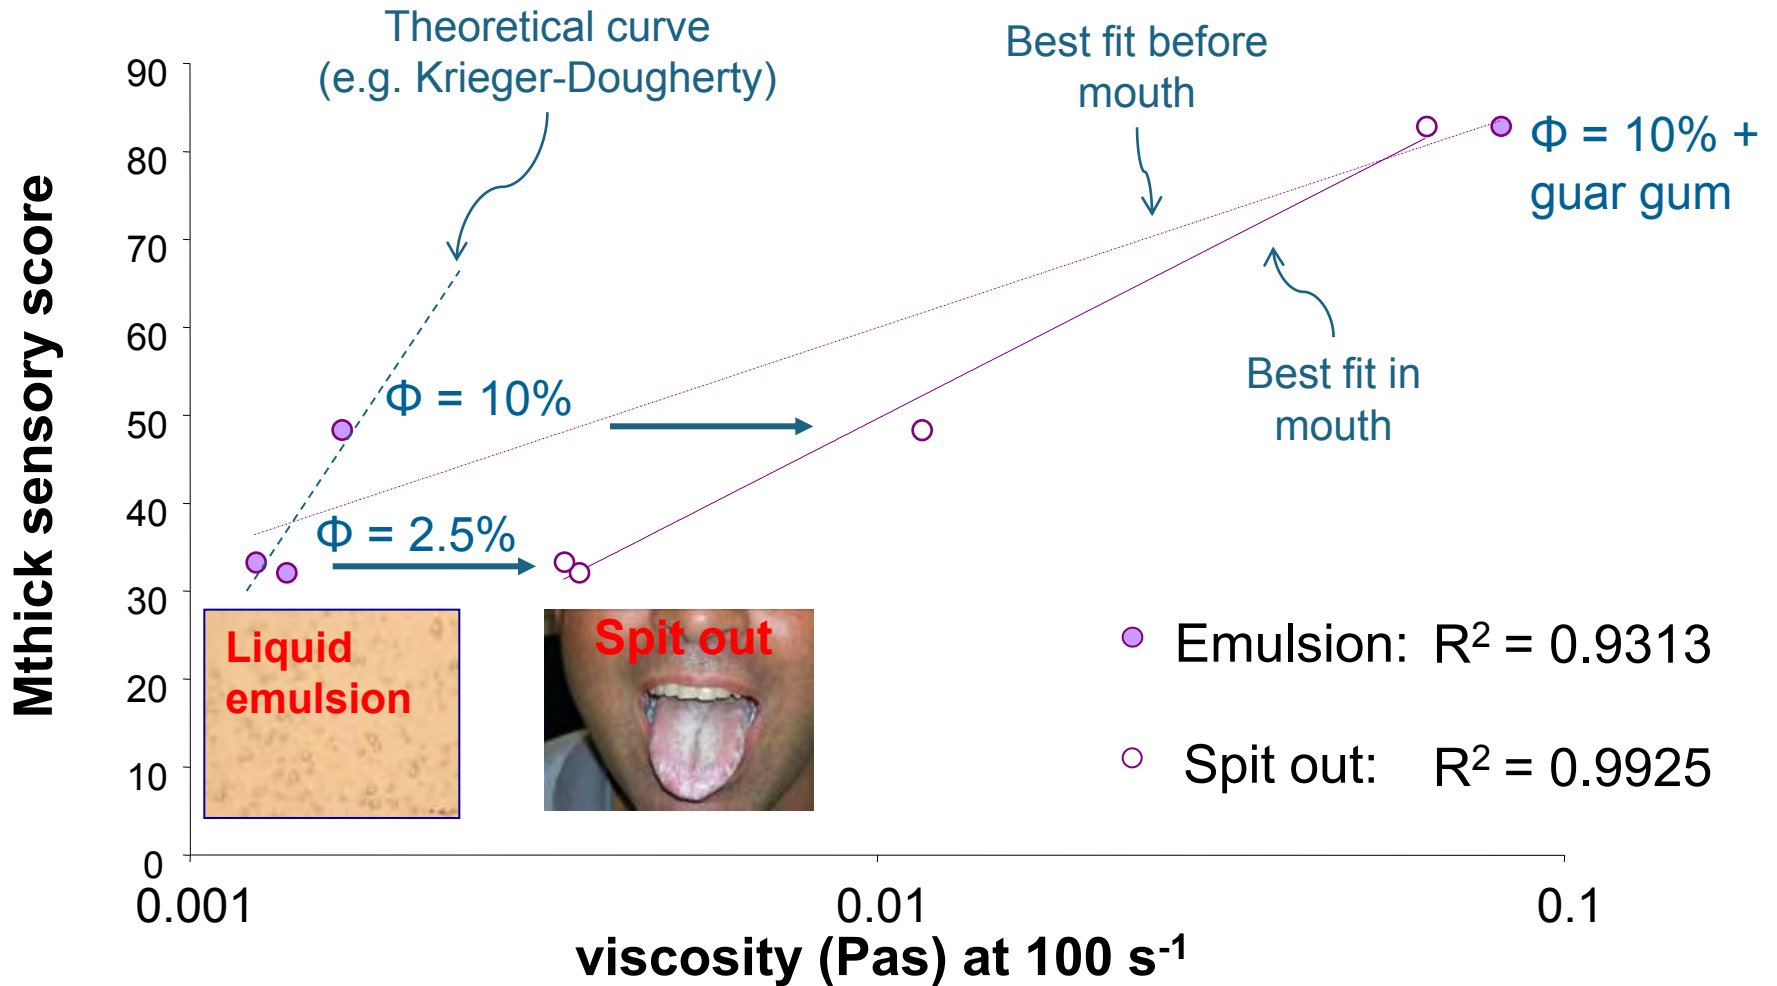 Theoretical curve
(e.g. Krieger-Dougherty)
Best fit before
mouth
Φ = 10% +
guar gum
Φ = 10%
Best fit in
mouth
Φ = 2.5%
Liquid
emulsion
Spit out
Emulsion: R² = 0.9313
Spit out: R² = 0.9925
Mthick sensory score
90
80
70
60
50
40
30
20
10
0
0.001
0.01
0.1
viscosity (Pas) at 100 s⁻¹